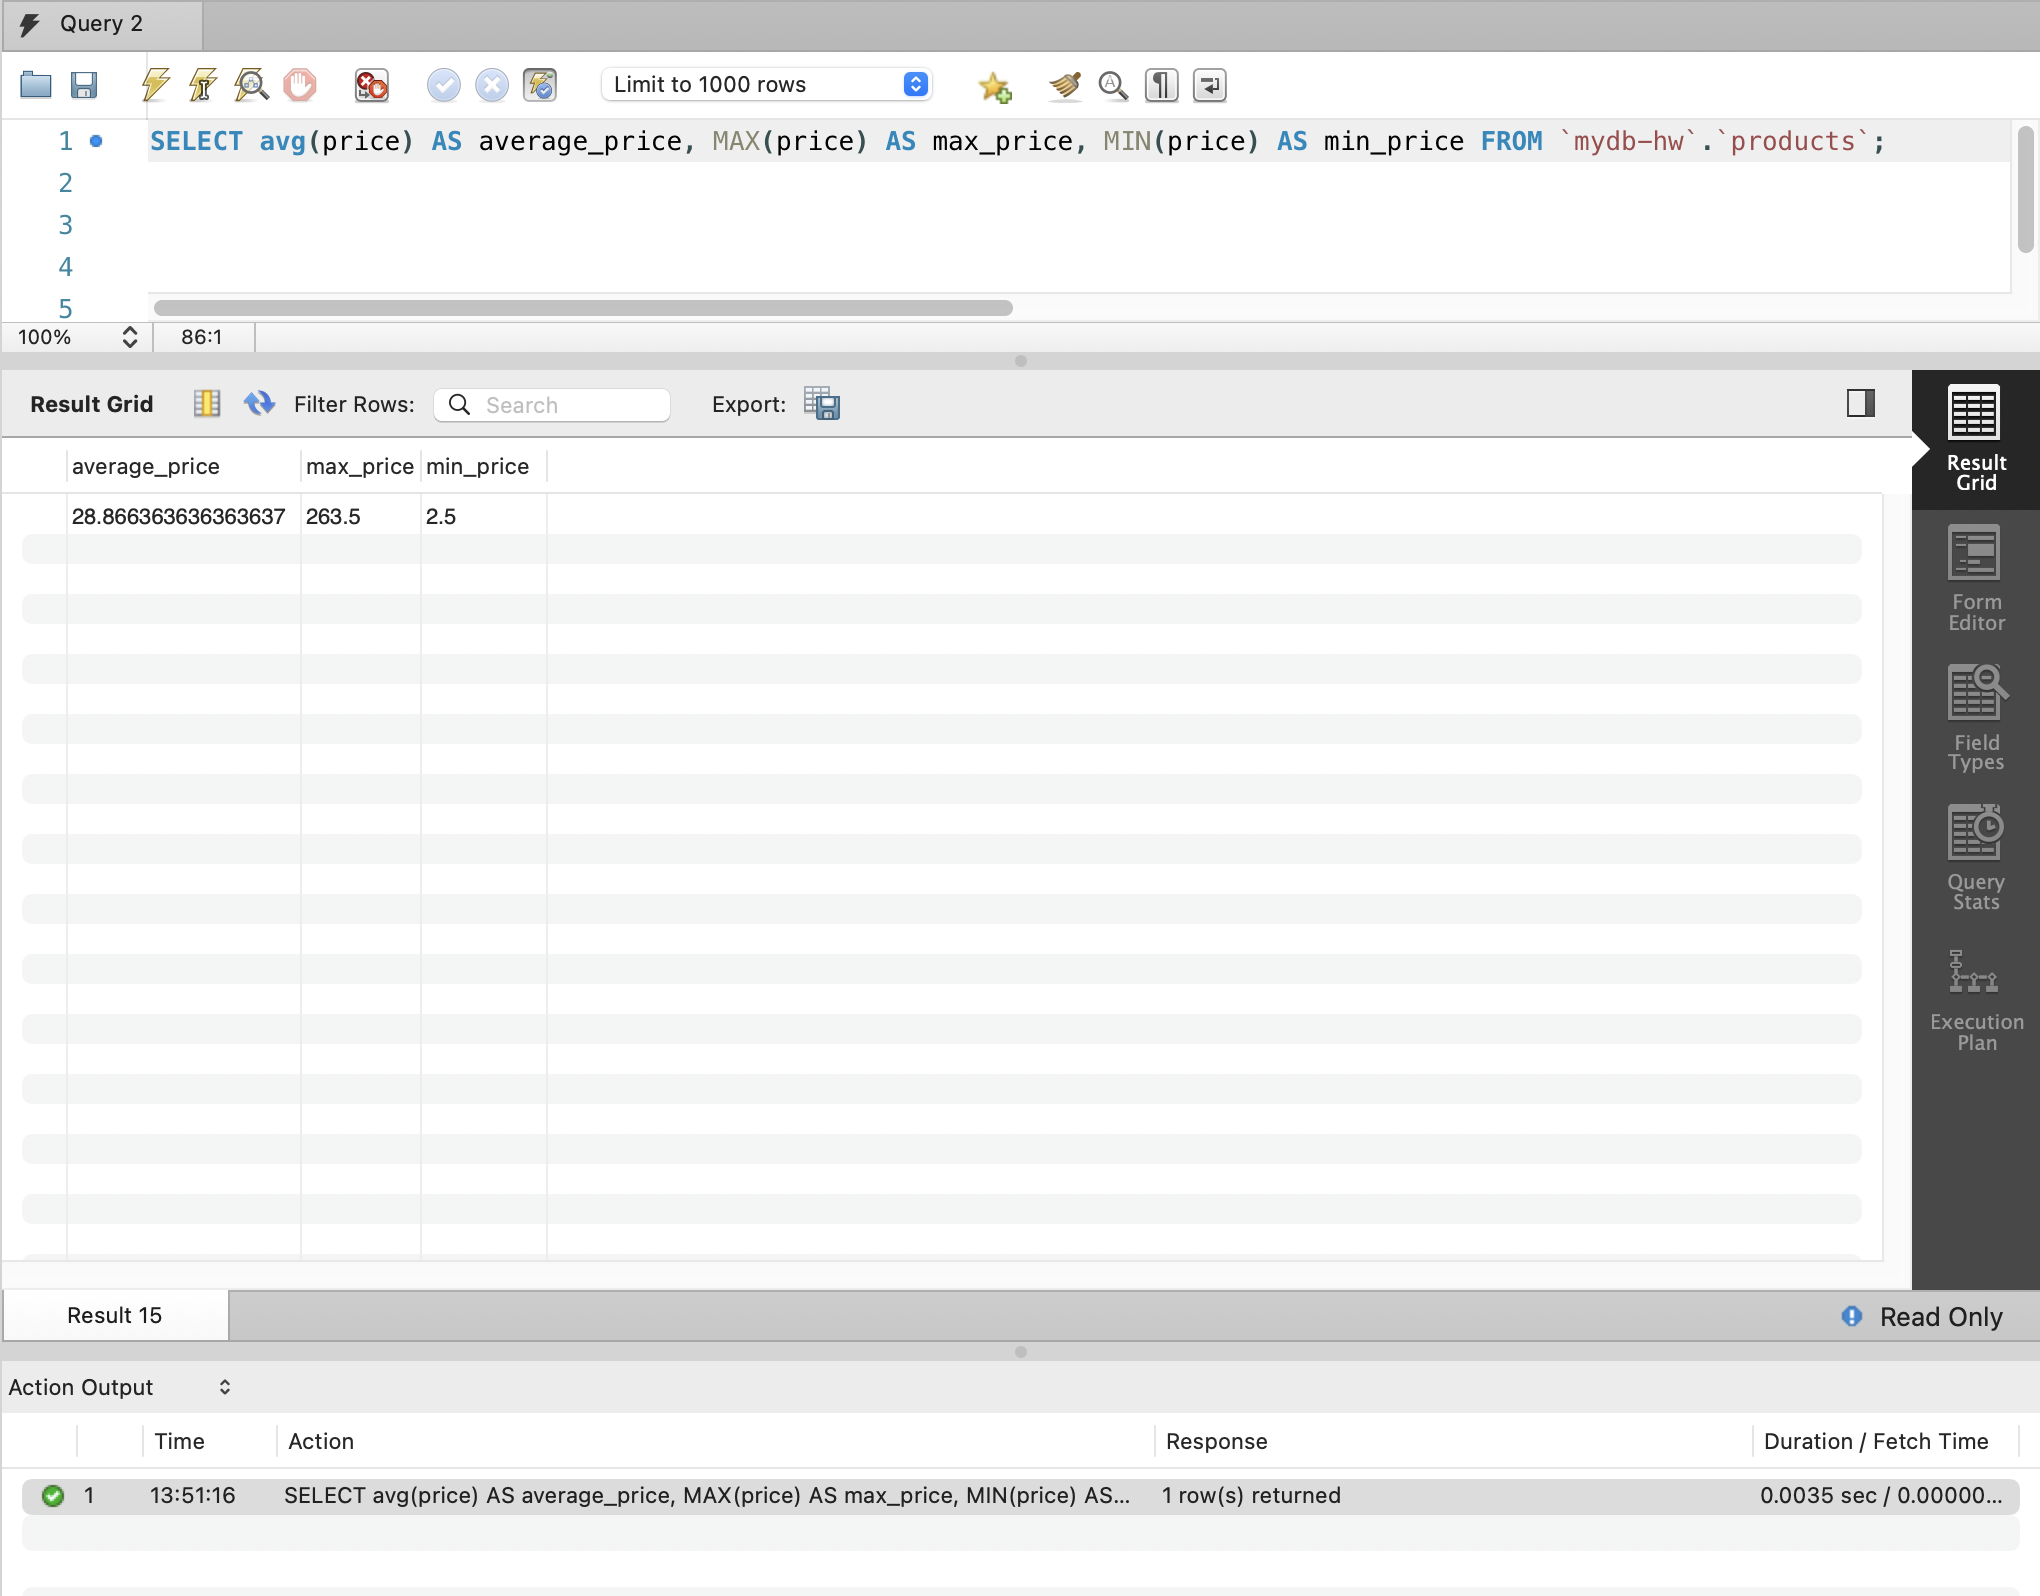 Query 2
Limit to 1000 rows
1 SELECT avg(price) AS average_price, MAX(price) AS max_price, MIN(price) AS min_price FROM `mydb-hw`.`products`;
2
3
4
5
100% 86:1
Result Grid Filter Rows: Search Export:
average_price max_price min_price
28.866363636363637 263.5 2.5
Result
Grid
Form
Editor
Field
Types
Query
Stats
Execution
Plan
Result 15 Read Only
Action Output
Time Action Response Duration / Fetch Time
1 13:51:16 SELECT avg(price) AS average_price, MAX(price) AS max_price, MIN(price) AS... 1 row(s) returned 0.0035 sec / 0.00000...